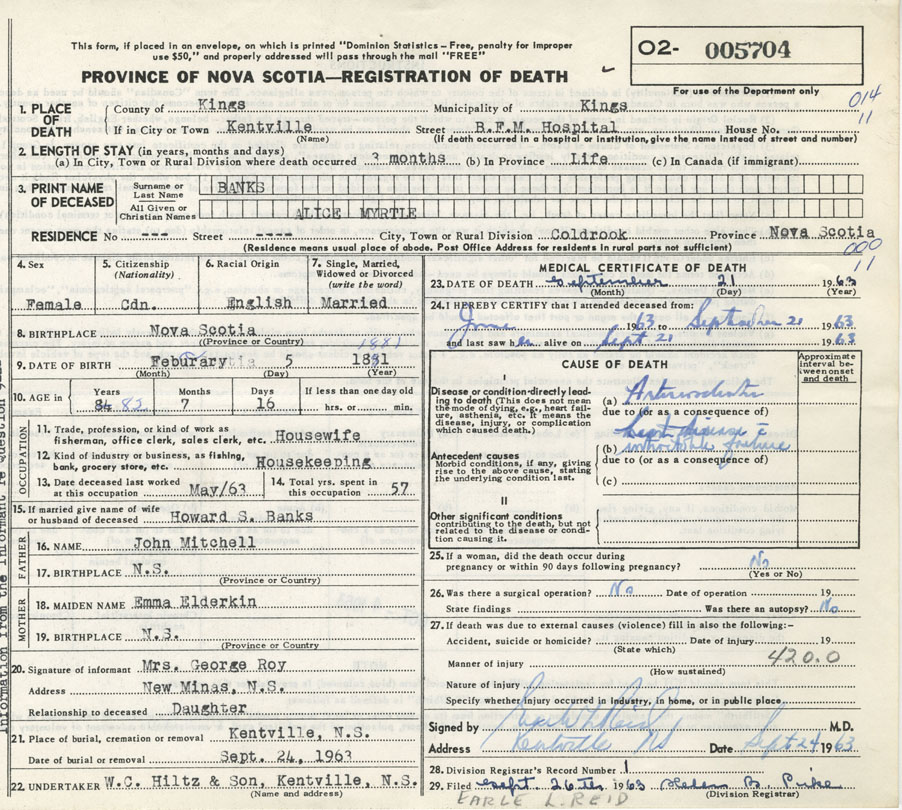 This form, if placed in an envelope, on which is printed "Dominion Statistics – Free, penalty for improper
use $50," and properly addressed will pass through the mail "FREE"
O2- 005704
PROVINCE OF NOVA SCOTIA—REGISTRATION OF DEATH
For use of the Department only
014
11
1. PLACE OF DEATH
County of Kings Municipality of Kings
If in City or Town Kentville Street B.F.M. Hospital House No.
(Name) (If death occurred in a hospital or institution, give the name instead of street and number)
2. LENGTH OF STAY (in years, months and days)
(a) In City, Town or Rural Division where death occurred 3 months (b) In Province Life (c) In Canada (if immigrant)
3. PRINT NAME OF DECEASED
Surname or Last Name BANKS
All Given or Christian Names ALICE MYRTLE
RESIDENCE No --- Street ---- City, Town or Rural Division Coldrook Province Nova Scotia
(Residence means usual place of abode. Post Office Address for residents in rural parts not sufficient)
000
11
4. Sex
Female
5. Citizenship (Nationality)
Cdn.
6. Racial Origin
English
7. Single, Married, Widowed or Divorced (write the word)
Married
8. BIRTHPLACE Nova Scotia
(Province or Country)
1881
9. DATE OF BIRTH Feburary 5 1881
(Month) (Day) (Year)
10. AGE in
Years Months Days If less than one day old
84 82 7 16 hrs. or min.
OCCUPATION
11. Trade, profession, or kind of work as
fisherman, office clerk, sales clerk, etc. Housewife
12. Kind of industry or business, as fishing,
bank, grocery store, etc. Housekeeping
13. Date deceased last worked
at this occupation May/63
14. Total yrs. spent in
this occupation 57
15. If married give name of wife
or husband of deceased Howard S. Banks
FATHER
16. NAME John Mitchell
17. BIRTHPLACE N.S.
(Province or Country)
MOTHER
18. MAIDEN NAME Emma Elderkin
19. BIRTHPLACE N.S.
(Province or Country
20. Signature of informant Mrs. George Roy
Address New Minas, N.S.
Relationship to deceased Daughter
21. Place of burial, cremation or removal Kentville, N.S.
Date of burial or removal Sept. 24, 1963
22. UNDERTAKER W.C. Hiltz & Son, Kentville, N.S.
(Name and address)
Information from the Informant re Question 9
MEDICAL CERTIFICATE OF DEATH
23. DATE OF DEATH September 21 1963
(Month) (Day) (Year)
24. I HEREBY CERTIFY that I attended deceased from:
June 1963 to September 21 1963
and last saw her alive on Sept 21 1963
CAUSE OF DEATH
Approximate interval between onset and death
I
Disease or condition directly leading
to death (This does not mean
the mode of dying, e.g., heart failure,
asthenia, etc. It means the
disease, injury, or complication
which caused death.)
(a) Arteriosclerotic
due to (or as a consequence of)
heart disease
(b) failure
due to (or as a consequence of)
(c)
Antecedent causes
Morbid conditions, if any, giving
rise to the above cause, stating
the underlying condition last.
II
Other significant conditions
contributing to the death, but not
related to the disease or condition
causing it.
25. If a woman, did the death occur during
pregnancy or within 90 days following pregnancy? No
(Yes or No)
26. Was there a surgical operation? No Date of operation 19
State findings Was there an autopsy? No
27. If death was due to external causes (violence) fill in also the following:–
Accident, suicide or homicide? Date of injury 19
(State which)
420.0
Manner of injury
(How sustained)
Nature of injury
Specify whether injury occurred in industry, in home, or in public place.
Signed by Earle L Reid M.D.
Address Kentville NS Date Sept 24 1963
28. Division Registrar's Record Number 1
29. Filed Sept. 26th 1963 Helen B. Pike
(Division Registrar)
EARLE L. REID